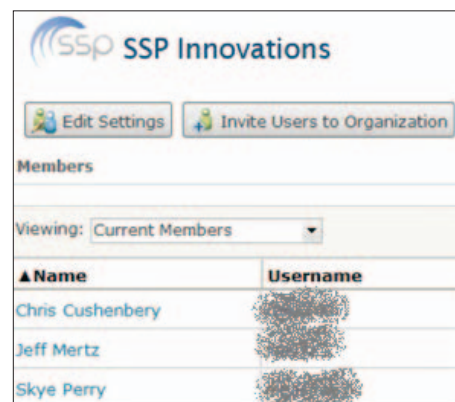 ssp SSP Innovations
Edit Settings Invite Users to Organization
Members
Viewing: Current Members
▲Name Username
Chris Cushenbery
Jeff Mertz
Skye Perry